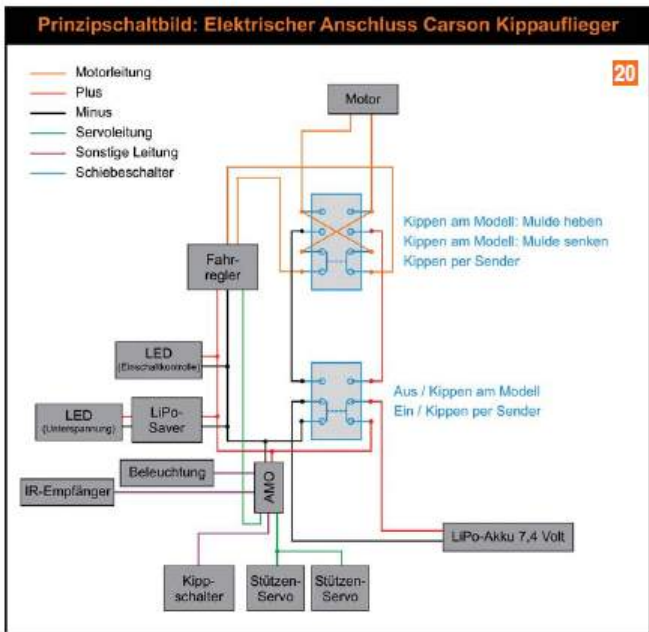 Prinzipschaltbild: Elektrischer Anschluss Carson Kippauflieger
20
Motorleitung
Plus
Minus
Servoleitung
Sonstige Leitung
Schiebeschalter
Motor
Kippen am Modell: Mulde heben
Kippen am Modell: Mulde senken
Kippen per Sender
Fahr-
regler
LED
(Einschaltkontrolle)
Aus / Kippen am Modell
Ein / Kippen per Sender
LED
(Unterspannung)
LiPo-
Saver
Beleuchtung
IR-Empfänger
AMO
LiPo-Akku 7,4 Volt
Kipp-
schalter
Stützen-
Servo
Stützen-
Servo